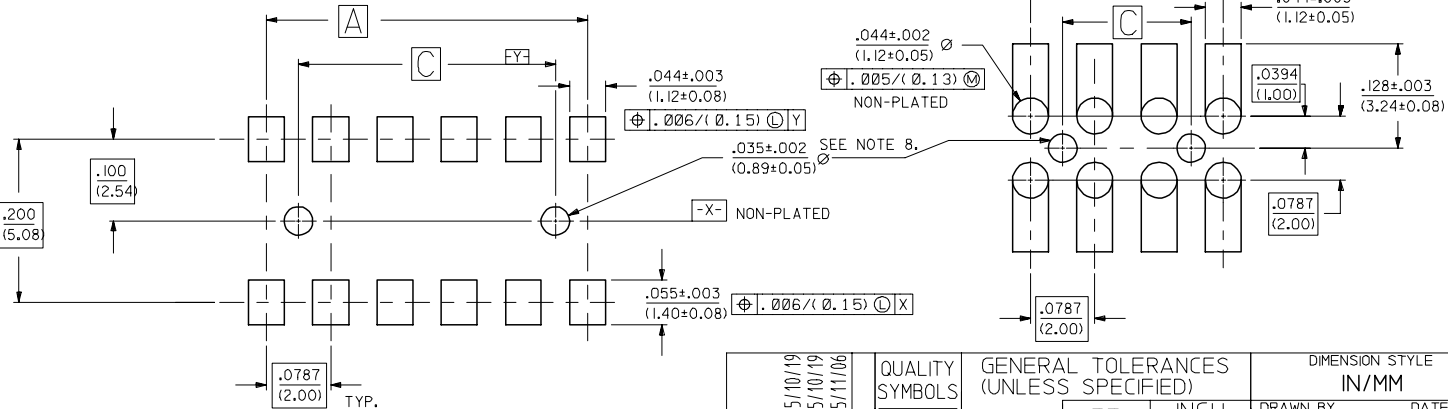 A
C
-Y-
.044±.003
(1.12±0.08)
⌖ .006/(Ø.15) Ⓛ Y
.100
(2.54)
.200
(5.08)
.035±.002 Ø
(0.89±0.05)
SEE NOTE 8.
-X- NON-PLATED
.055±.003
(1.40±0.08)
⌖ .006/(Ø.15) Ⓛ X
.0787
(2.00)
TYP.
C
(1.12±0.05)
.044±.002 Ø
(1.12±0.05)
⌖ .005/(Ø.13) Ⓜ
NON-PLATED
.0394
(1.00)
.128±.003
(3.24±0.08)
.0787
(2.00)
.0787
(2.00)
5/10/19
5/10/19
5/11/06
QUALITY
SYMBOLS
GENERAL TOLERANCES
(UNLESS SPECIFIED)
DIMENSION STYLE
IN/MM
DRAWN BY
DATE